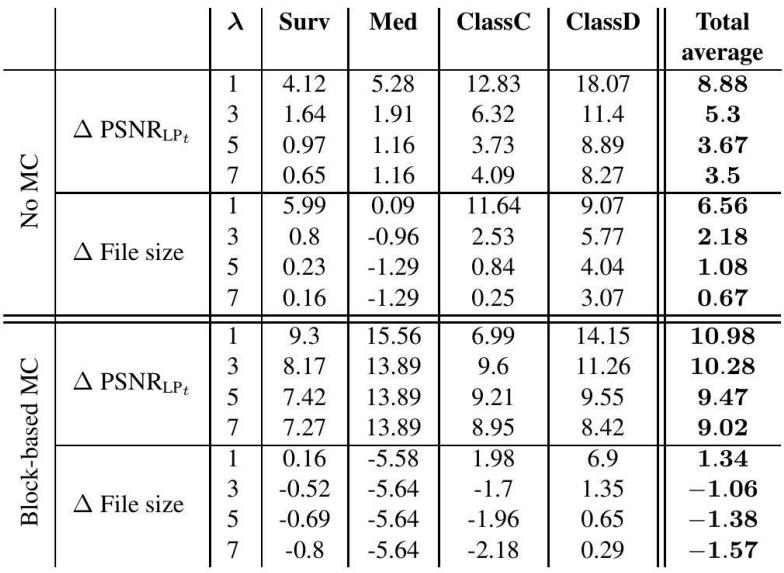 λ Surv Med ClassC ClassD Total average
No MC
Δ PSNR_LPt
1 4.12 5.28 12.83 18.07 8.88
3 1.64 1.91 6.32 11.4 5.3
5 0.97 1.16 3.73 8.89 3.67
7 0.65 1.16 4.09 8.27 3.5
Δ File size
1 5.99 0.09 11.64 9.07 6.56
3 0.8 -0.96 2.53 5.77 2.18
5 0.23 -1.29 0.84 4.04 1.08
7 0.16 -1.29 0.25 3.07 0.67
Block-based MC
Δ PSNR_LPt
1 9.3 15.56 6.99 14.15 10.98
3 8.17 13.89 9.6 11.26 10.28
5 7.42 13.89 9.21 9.55 9.47
7 7.27 13.89 8.95 8.42 9.02
Δ File size
1 0.16 -5.58 1.98 6.9 1.34
3 -0.52 -5.64 -1.7 1.35 −1.06
5 -0.69 -5.64 -1.96 0.65 −1.38
7 -0.8 -5.64 -2.18 0.29 −1.57